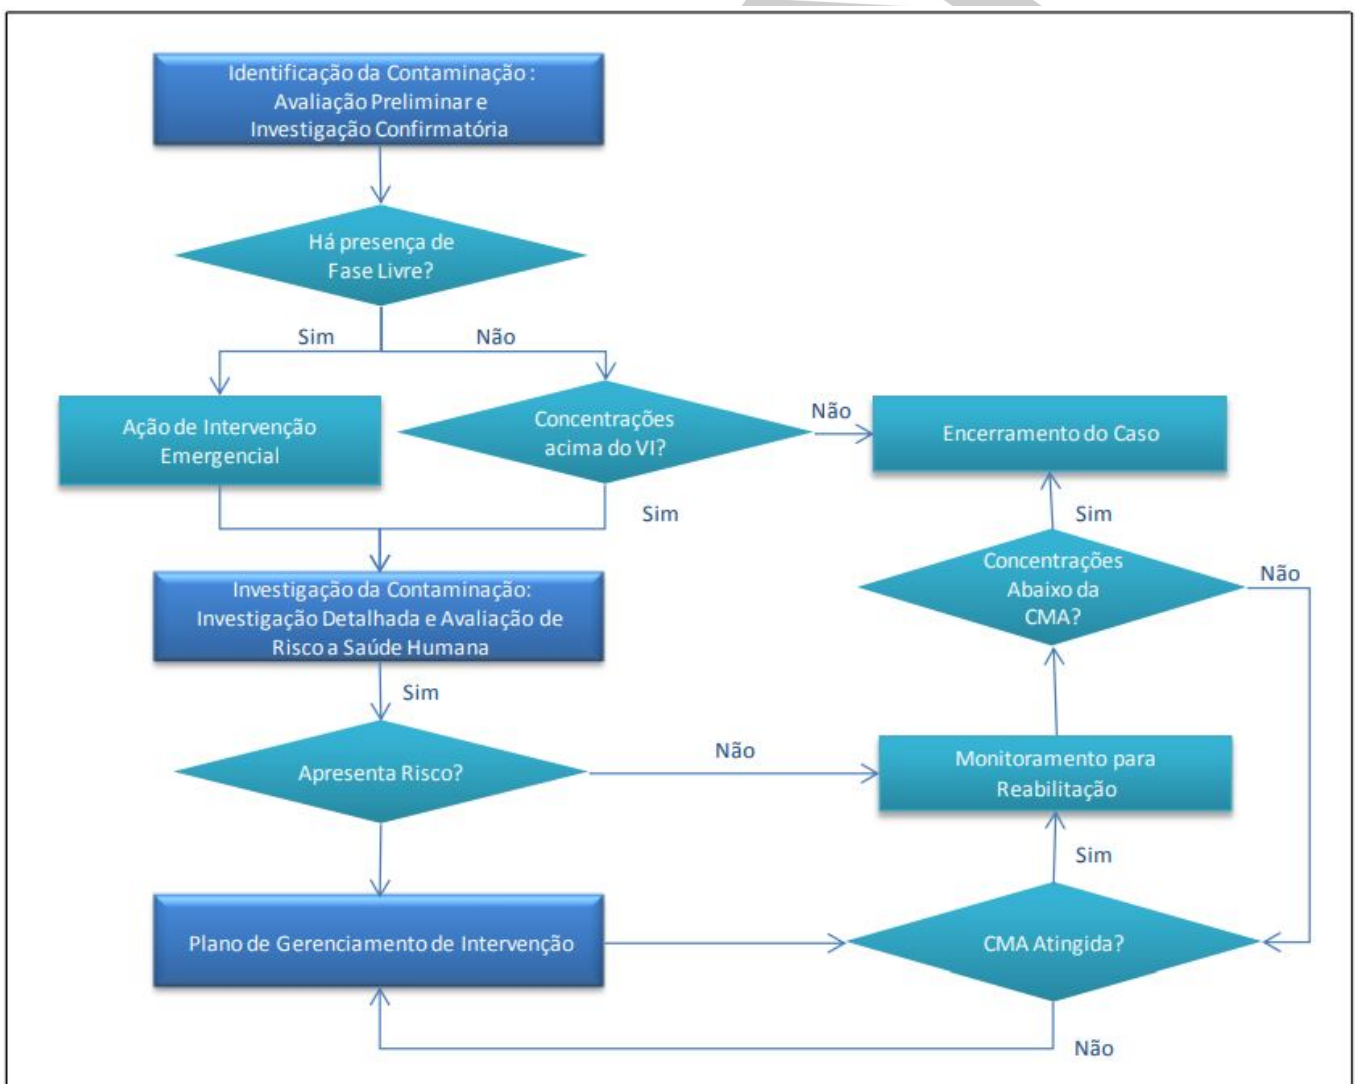 Identificação da Contaminação :
Avaliação Preliminar e
Investigação Confirmatória
Há presença de
Fase Livre?
Sim
Não
Ação de Intervenção
Emergencial
Concentrações
acima do VI?
Não
Encerramento do Caso
Sim
Sim
Investigação da Contaminação:
Investigação Detalhada e Avaliação de
Risco a Saúde Humana
Concentrações
Abaixo da
CMA?
Não
Sim
Apresenta Risco?
Não
Monitoramento para
Reabilitação
Sim
Plano de Gerenciamento de Intervenção
CMA Atingida?
Não